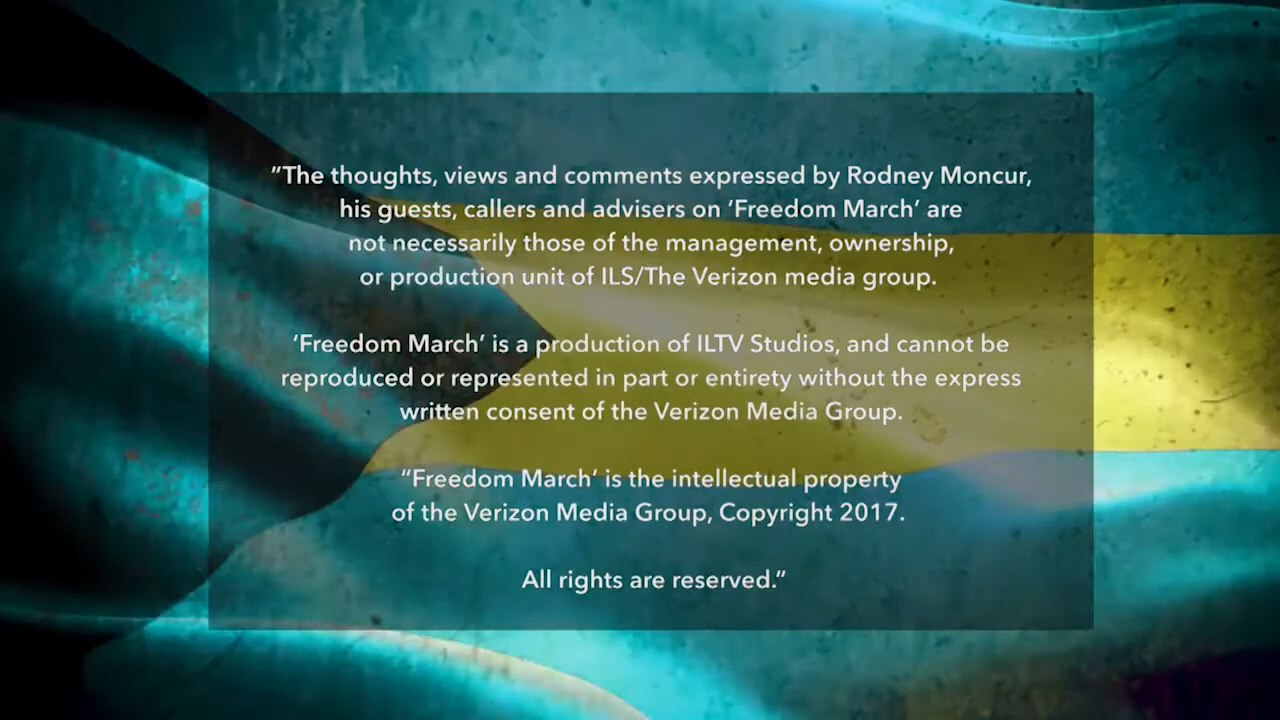 “The thoughts, views and comments expressed by Rodney Moncur,
his guests, callers and advisers on ‘Freedom March‘ are
not necessarily those of the management, ownership,
or production unit of ILS/The Verizon media group.
‘Freedom March’ is a production of ILTV Studios, and cannot be
reproduced or represented in part or entirety without the express
written consent of the Verizon Media Group.
“Freedom March‘ is the intellectual property
of the Verizon Media Group, Copyright 2017.
All rights are reserved.”